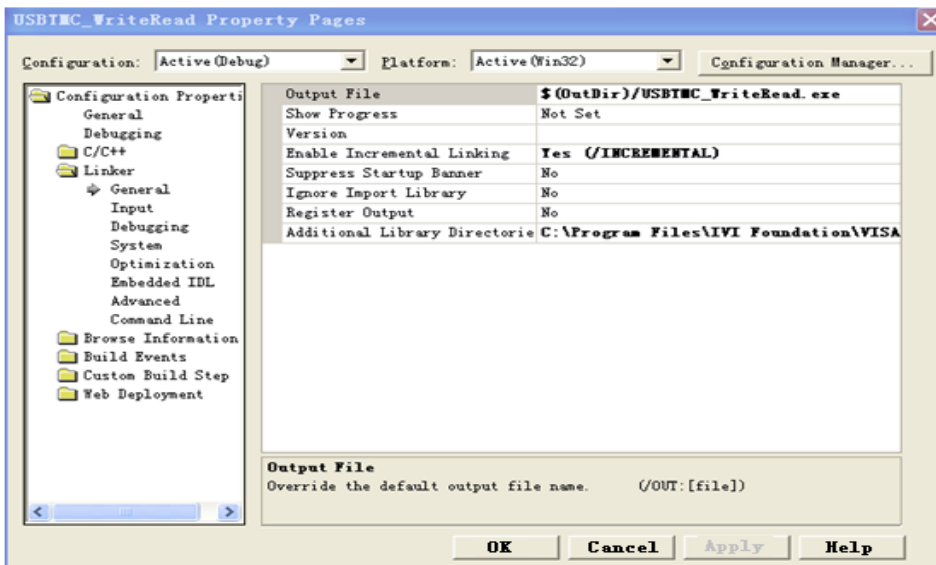 USBTMC_WriteRead Property Pages
Configuration: Active(Debug) Platform: Active(Win32) Configuration Manager...
Configuration Properti
General
Debugging
C/C++
Linker
General
Input
Debugging
System
Optimization
Embedded IDL
Advanced
Command Line
Browse Information
Build Events
Custom Build Step
Web Deployment
Output File $(OutDir)/USBTMC_WriteRead.exe
Show Progress Not Set
Version
Enable Incremental Linking Yes (/INCREMENTAL)
Suppress Startup Banner No
Ignore Import Library No
Register Output No
Additional Library Directorie C:\Program Files\IVI Foundation\VISA
Output File
Override the default output file name. (/OUT:[file])
OK Cancel Apply Help